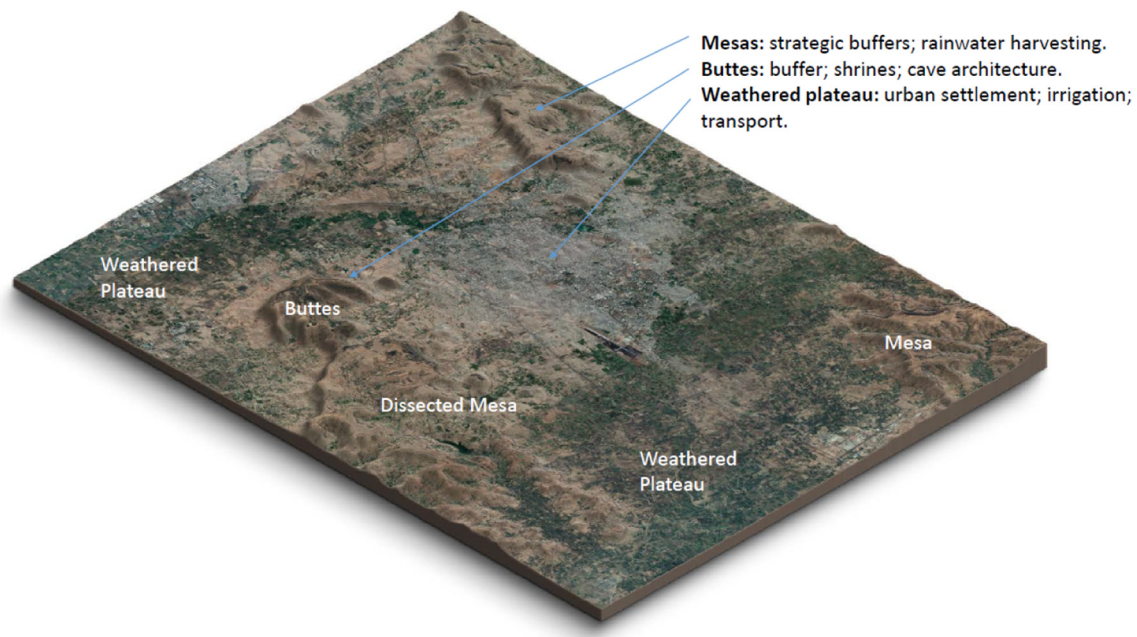 Mesas: strategic buffers; rainwater harvesting.
Buttes: buffer; shrines; cave architecture.
Weathered plateau: urban settlement; irrigation;
transport.
Weathered
Plateau
Buttes
Mesa
Dissected Mesa
Weathered
Plateau